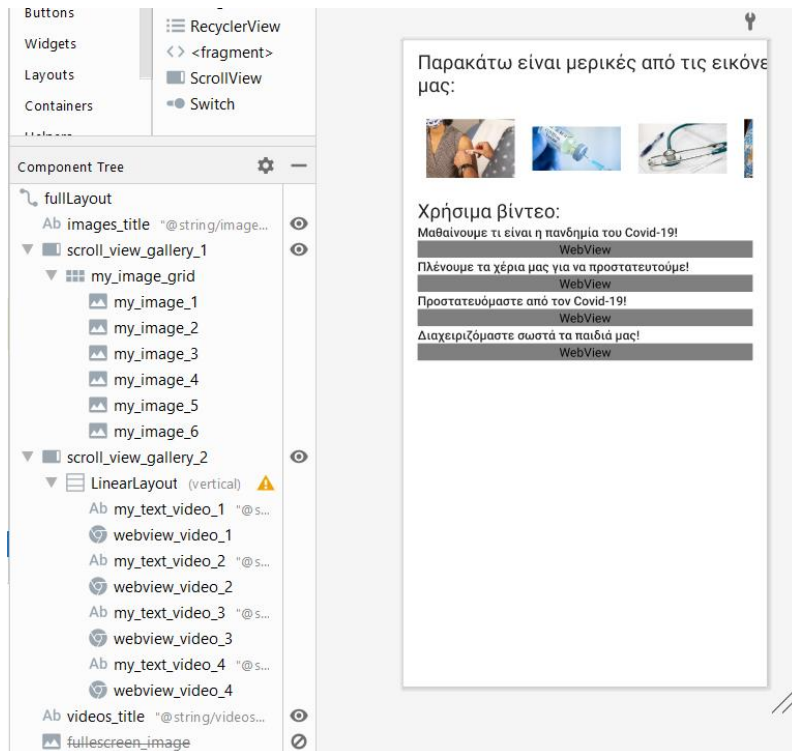 Buttons
Widgets
Layouts
Containers
RecyclerView
<fragment>
ScrollView
Switch
Component Tree
fullLayout
Ab images_title "@string/image...
scroll_view_gallery_1
my_image_grid
my_image_1
my_image_2
my_image_3
my_image_4
my_image_5
my_image_6
scroll_view_gallery_2
LinearLayout (vertical)
Ab my_text_video_1 "@s...
webview_video_1
Ab my_text_video_2 "@s...
webview_video_2
Ab my_text_video_3 "@s...
webview_video_3
Ab my_text_video_4 "@s...
webview_video_4
Ab videos_title "@string/videos...
fullescreen_image
Παρακάτω είναι μερικές από τις εικόνε
μας:
Χρήσιμα βίντεο:
Μαθαίνουμε τι είναι η πανδημία του Covid-19!
WebView
Πλένουμε τα χέρια μας για να προστατευτούμε!
WebView
Προστατευόμαστε από τον Covid-19!
WebView
Διαχειριζόμαστε σωστά τα παιδιά μας!
WebView